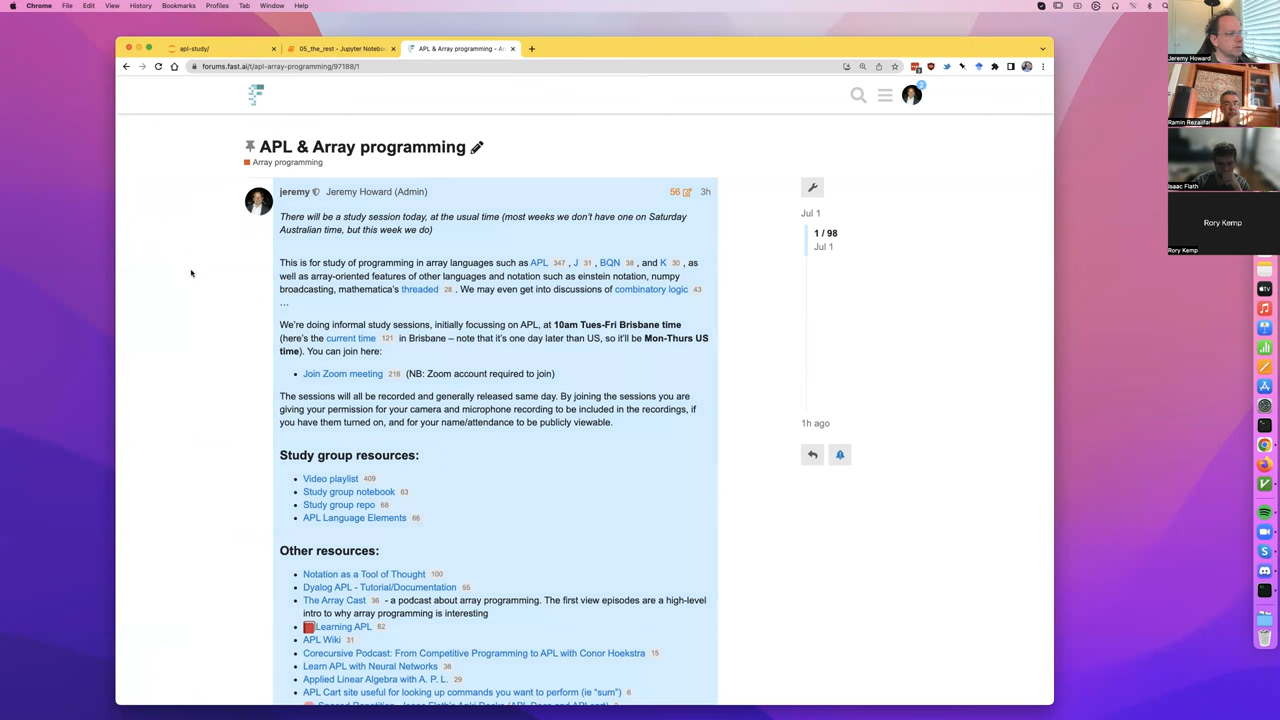 Chrome File Edit View History Bookmarks Profiles Tab Window Help
apl-study/
05_the_rest - Jupyter Notebo
APL & Array programming - A
forums.fast.ai/t/apl-array-programming/97188/1
APL & Array programming
Array programming
jeremy Jeremy Howard (Admin) 56 3h
There will be a study session today, at the usual time (most weeks we don't have one on Saturday
Australian time, but this week we do)
This is for study of programming in array languages such as APL 347 , J 31 , BQN 38 , and K 30 , as
well as array-oriented features of other languages and notation such as einstein notation, numpy
broadcasting, mathematica's threaded 28 . We may even get into discussions of combinatory logic 43
…
We're doing informal study sessions, initially focussing on APL, at 10am Tues-Fri Brisbane time
(here's the current time 121 in Brisbane – note that it's one day later than US, so it'll be Mon-Thurs US
time). You can join here:
• Join Zoom meeting 216 (NB: Zoom account required to join)
The sessions will all be recorded and generally released same day. By joining the sessions you are
giving your permission for your camera and microphone recording to be included in the recordings, if
you have them turned on, and for your name/attendance to be publicly viewable.
Study group resources:
• Video playlist 409
• Study group notebook 63
• Study group repo 68
• APL Language Elements 66
Other resources:
• Notation as a Tool of Thought 100
• Dyalog APL - Tutorial/Documentation 55
• The Array Cast 36 - a podcast about array programming. The first view episodes are a high-level
intro to why array programming is interesting
• Learning APL 82
• APL Wiki 31
• Corecursive Podcast: From Competitive Programming to APL with Conor Hoekstra 15
• Learn APL with Neural Networks 36
• Applied Linear Algebra with A. P. L. 29
• APL Cart site useful for looking up commands you want to perform (ie "sum") 6
Jul 1
1 / 98
Jul 1
1h ago
Jeremy Howard
Ramin Rezaiifar
Isaac Flath
Rory Kemp
Rory Kemp